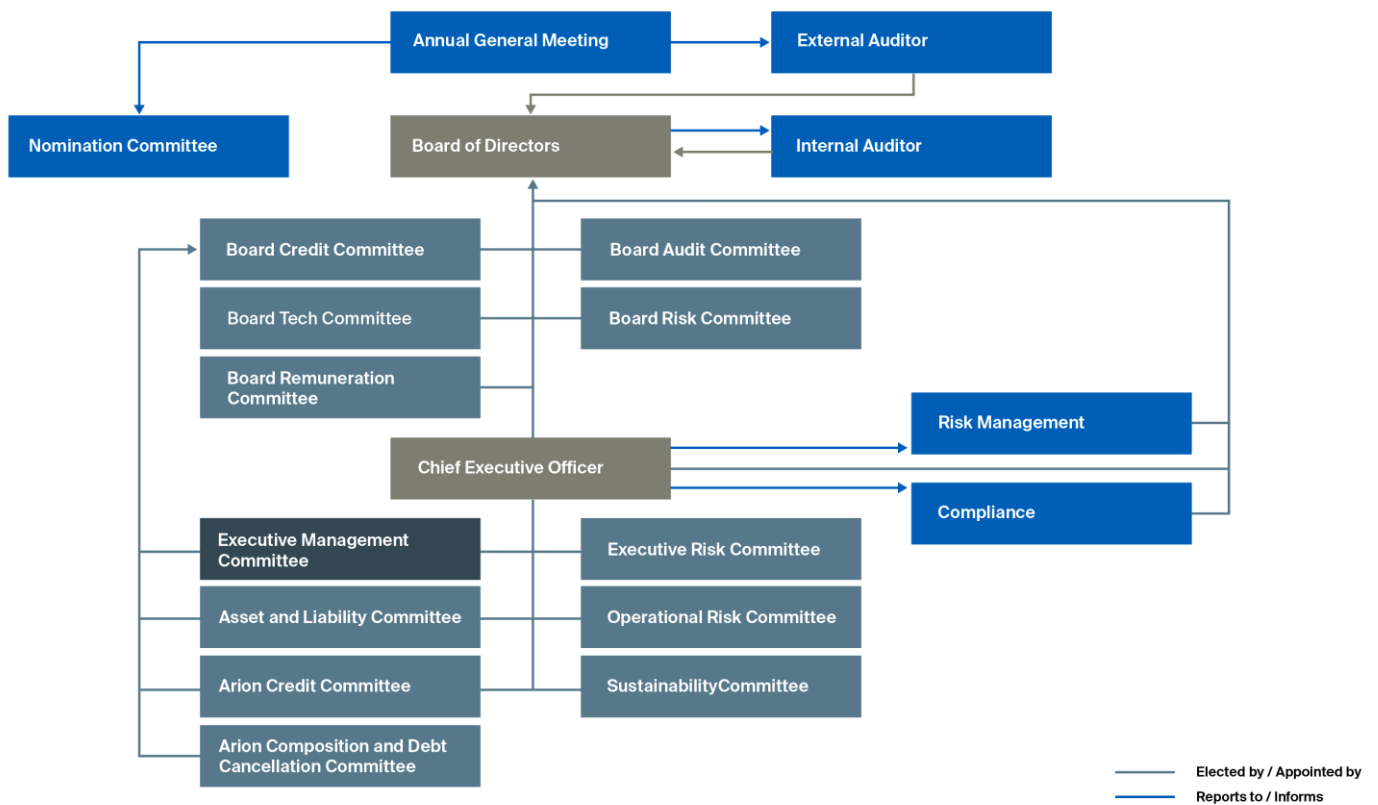 Annual General Meeting
External Auditor
Nomination Committee
Board of Directors
Internal Auditor
Board Credit Committee
Board Audit Committee
Board Tech Committee
Board Risk Committee
Board Remuneration
Committee
Risk Management
Chief Executive Officer
Compliance
Executive Management
Committee
Executive Risk Committee
Asset and Liability Committee
Operational Risk Committee
Arion Credit Committee
SustainabilityCommittee
Arion Composition and Debt
Cancellation Committee
Elected by / Appointed by
Reports to / Informs